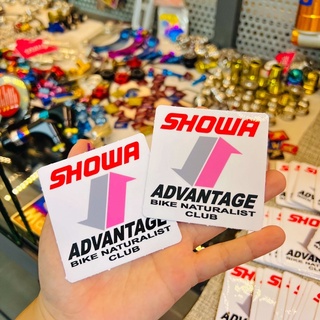 SHOWA
ADVANTAGE
BIKE NATURALIST
CLUB
SHOWA
ADVANTAGE
BIKE NATURALIST
CLUB